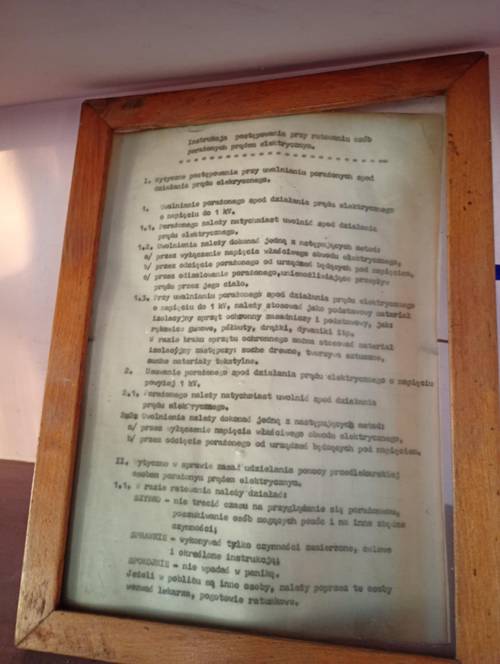 Instrukcja postępowania przy ratowaniu osób
porażonych prądem elektrycznym.
I. Wytyczne postępowania przy uwalnianiu porażonych spod
działania prądu elektrycznego.
1. Uwolnienie porażonego spod działania prądu elektrycznego
o napięciu do 1 kV.
1.1. Porażonego należy natychmiast uwolnić spod działania
prądu elektrycznego.
1.2. Uwolnienia należy dokonać jedną z następujących metod:
a/ przez wyłączenie napięcia właściwego obwodu elektrycznego,
b/ przez odcięcie porażonego od urządzeń będących pod napięciem,
c/ przez odizolowanie porażonego, uniemożliwiające przepływ
prądu przez jego ciało.
1.3. Przy uwalnianiu porażonego spod działania prądu elektrycznego
o napięciu do 1 kV, należy stosować jako podstawowy materiał
izolacyjny sprzęt ochronny zasadniczy i podstawowy, jak:
rękawice gumowe, półbuty, drążki, dywaniki itp.
W razie braku sprzętu ochronnego można stosować materiał
izolacyjny zastępczy: suche drewno, tworzywa sztuczne,
suche materiały tekstylne.
2. Usuwanie porażonego spod działania prądu elektrycznego o napięciu
powyżej 1 kV.
2.1. Porażonego należy natychmiast uwolnić spod działania
prądu elektrycznego.
2.2. Uwolnienia należy dokonać jedną z następujących metod:
a/ przez wyłączenie napięcia właściwego obwodu elektrycznego,
b/ przez odcięcie porażonego od urządzeń będących pod napięciem.
II. Wytyczne w sprawie zasad udzielania pomocy przedlekarskiej
osobom porażonym prądem elektrycznym.
1.1. W razie ratowania należy działać:
SZYBKO - nie tracić czasu na przyglądanie się porażonemu,
poszukiwanie osób mogących pomóc i na inne zbędne
czynności;
SPRAWNIE - wykonywać tylko czynności zamierzone, celowe
i określone instrukcją;
SPOKOJNIE - nie wpadać w panikę.
Jeżeli w pobliżu są inne osoby, należy poprzez te osoby
wezwać lekarza, pogotowie ratunkowe.